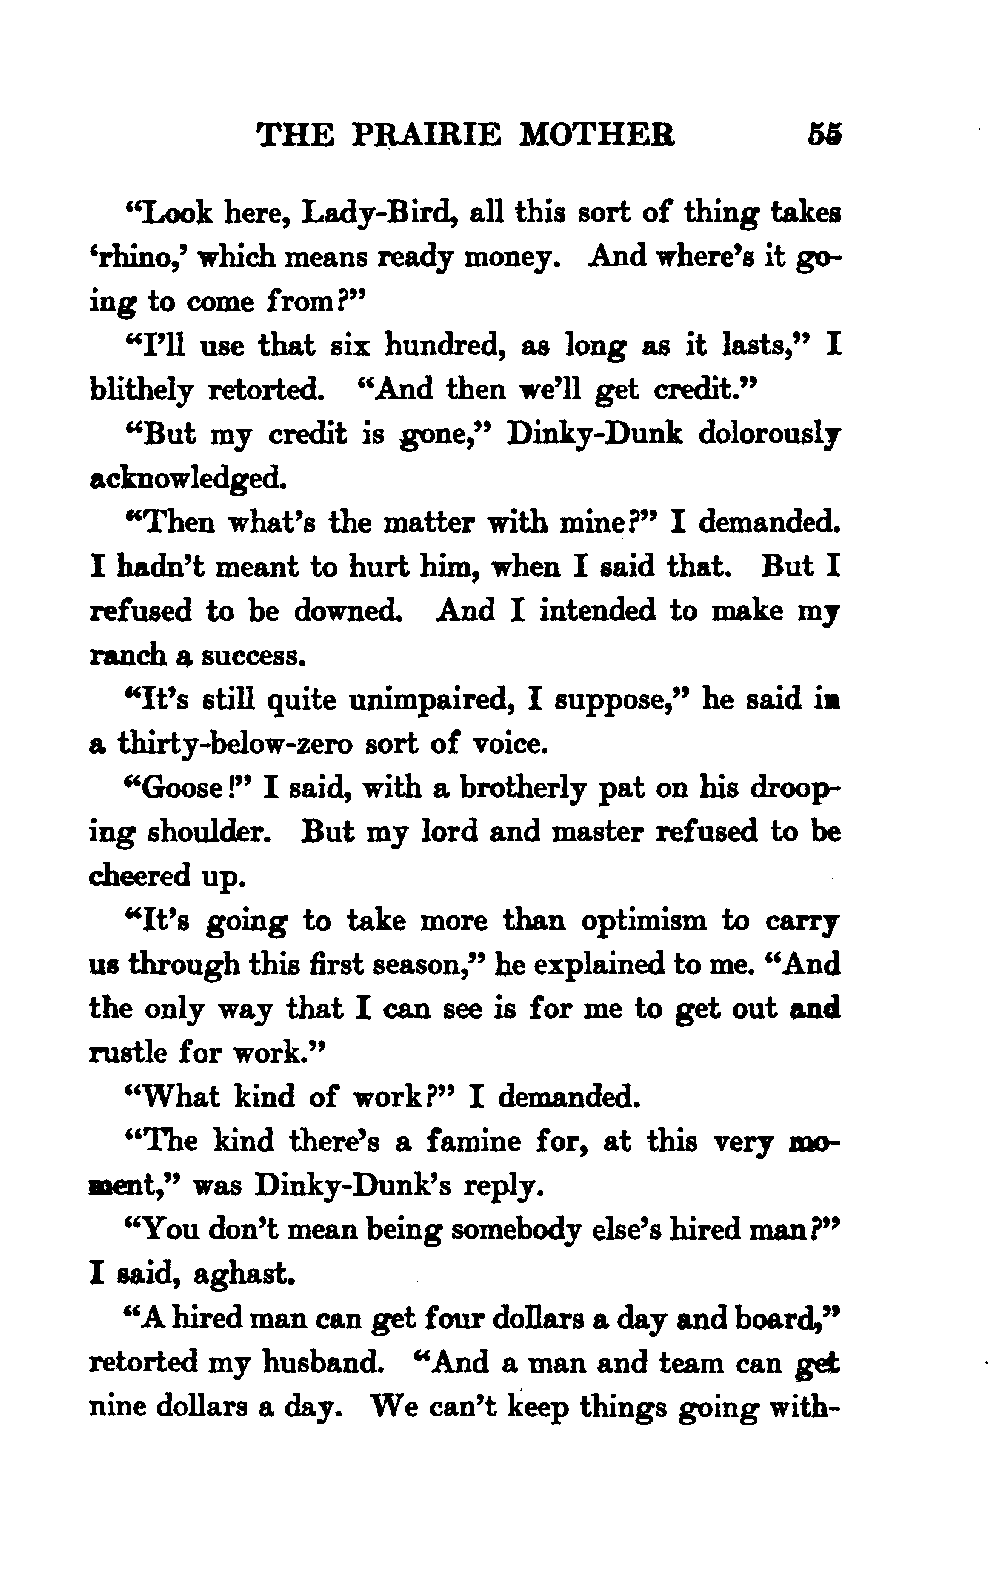 THE PRAIRIE MOTHER 55
“Look here, Lady-Bird, all this sort of thing takes
‘rhino,’ which means ready money. And where’s it go-
ing to come from?”
“I’ll use that six hundred, as long as it lasts,” I
blithely retorted. “And then we’ll get credit.”
“But my credit is gone,” Dinky-Dunk dolorously
acknowledged.
“Then what’s the matter with mine?” I demanded.
I hadn’t meant to hurt him, when I said that. But I
refused to be downed. And I intended to make my
ranch a success.
“It’s still quite unimpaired, I suppose,” he said in
a thirty-below-zero sort of voice.
“Goose!” I said, with a brotherly pat on his droop-
ing shoulder. But my lord and master refused to be
cheered up.
“It’s going to take more than optimism to carry
us through this first season,” he explained to me. “And
the only way that I can see is for me to get out and
rustle for work.”
“What kind of work?” I demanded.
“The kind there’s a famine for, at this very mo-
ment,” was Dinky-Dunk’s reply.
“You don’t mean being somebody else’s hired man?”
I said, aghast.
“A hired man can get four dollars a day and board,”
retorted my husband. “And a man and team can get
nine dollars a day. We can’t keep things going with-